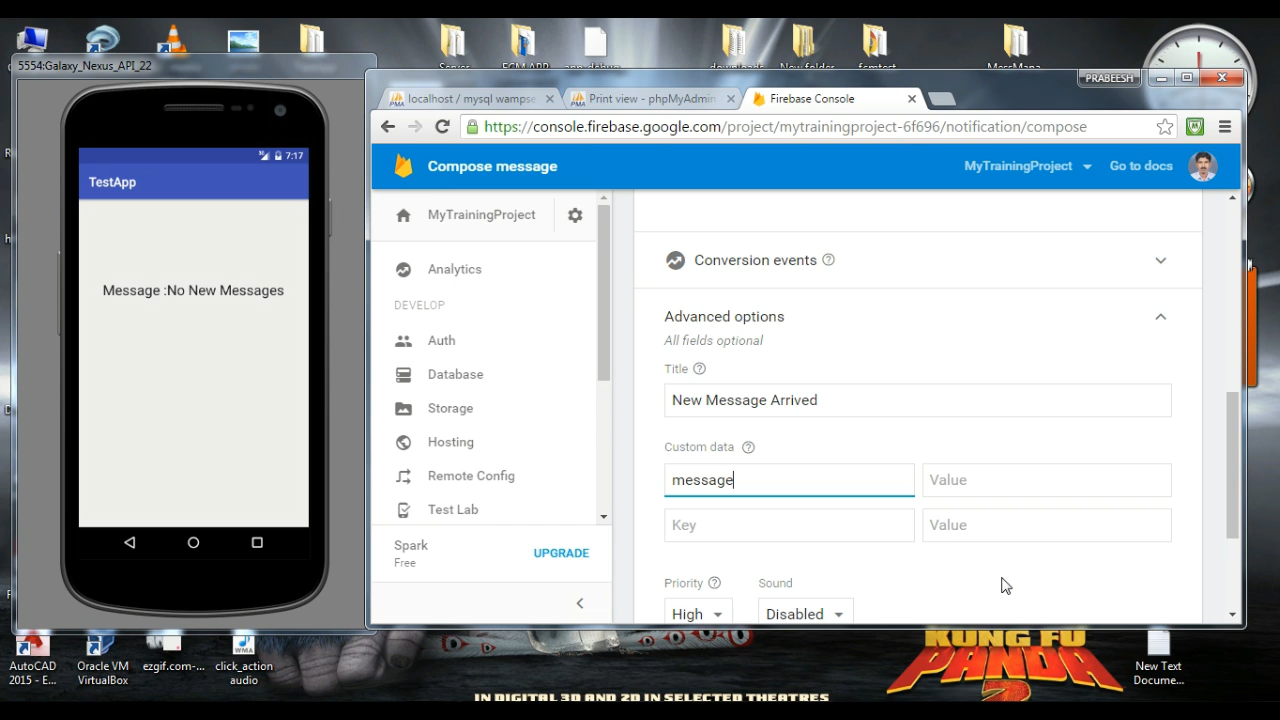 5554:Galaxy_Nexus_API_22
7:17
TestApp
Message :No New Messages
PRABEESH
localhost / mysql wampse
Print view - phpMyAdmin
Firebase Console
https://console.firebase.google.com/project/mytrainingproject-6f696/notification/compose
Compose message
MyTrainingProject
Go to docs
MyTrainingProject
Analytics
DEVELOP
Auth
Database
Storage
Hosting
Remote Config
Test Lab
Spark
Free
UPGRADE
Conversion events
Advanced options
All fields optional
Title
New Message Arrived
Custom data
message
Value
Key
Value
Priority
Sound
High
Disabled
AutoCAD
2015 - E...
Oracle VM
VirtualBox
ezgif.com-...
WMA
click_action
audio
KUNG FU
PANDA
2
IN DIGITAL 3D AND 2D IN SELECTED THEATRES
New Text
Docume...